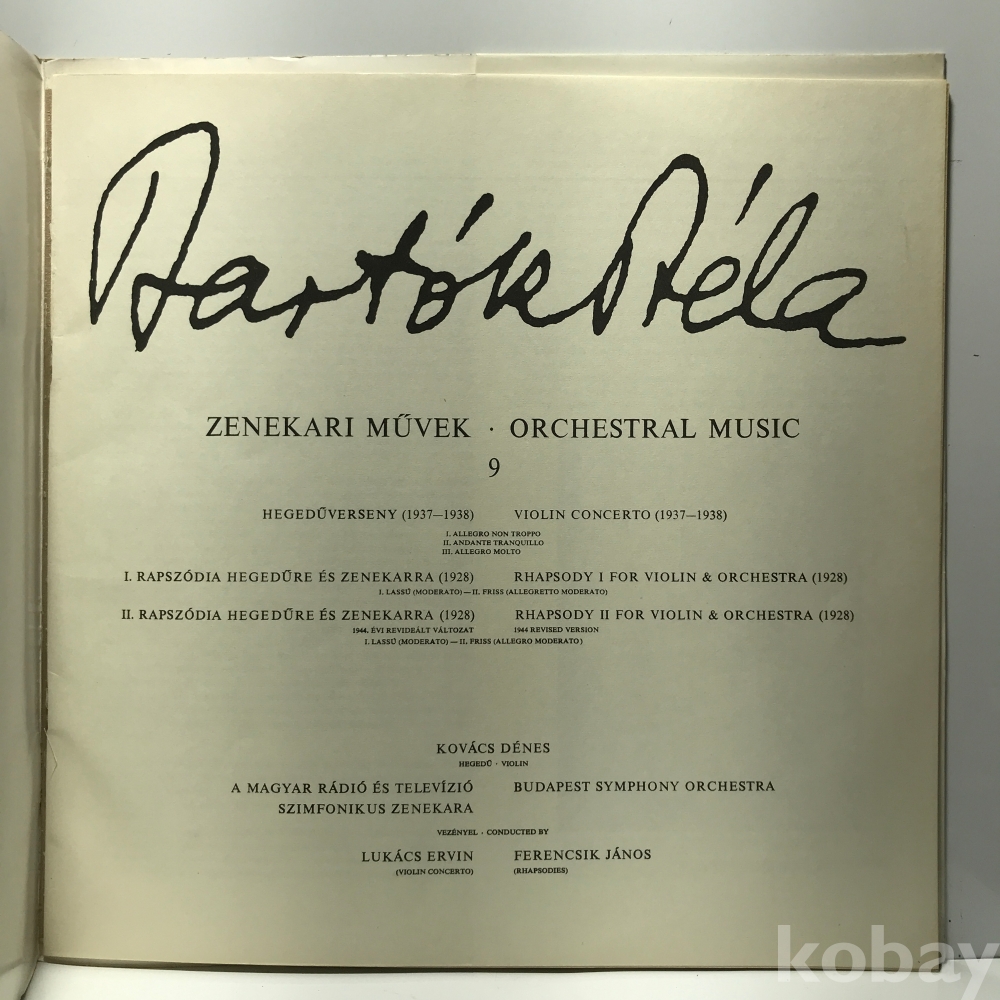 Bartók Béla
ZENEKARI MŰVEK · ORCHESTRAL MUSIC
9
HEGEDŰVERSENY (1937—1938) VIOLIN CONCERTO (1937—1938)
I. ALLEGRO NON TROPPO
II. ANDANTE TRANQUILLO
III. ALLEGRO MOLTO
I. RAPSZÓDIA HEGEDŰRE ÉS ZENEKARRA (1928) RHAPSODY I FOR VIOLIN & ORCHESTRA (1928)
I. LASSÚ (MODERATO) — II. FRISS (ALLEGRETTO MODERATO)
II. RAPSZÓDIA HEGEDŰRE ÉS ZENEKARRA (1928) RHAPSODY II FOR VIOLIN & ORCHESTRA (1928)
1944. ÉVI REVIDEÁLT VÁLTOZAT 1944 REVISED VERSION
I. LASSÚ (MODERATO) — II. FRISS (ALLEGRO MODERATO)
KOVÁCS DÉNES
HEGEDŰ · VIOLIN
A MAGYAR RÁDIÓ ÉS TELEVÍZIÓ BUDAPEST SYMPHONY ORCHESTRA
SZIMFONIKUS ZENEKARA
VEZÉNYEL · CONDUCTED BY
LUKÁCS ERVIN FERENCSIK JÁNOS
(VIOLIN CONCERTO) (RHAPSODIES)
kobay